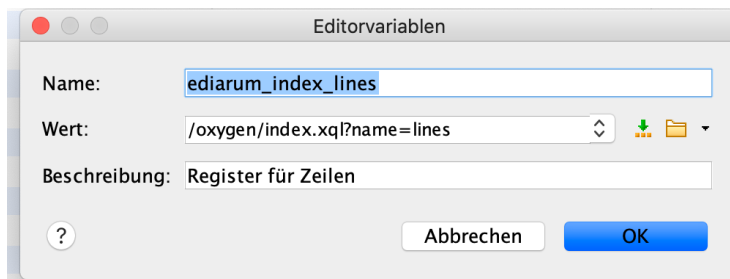 Editorvariablen
Name: ediarum_index_lines
Wert: /oxygen/index.xql?name=lines
Beschreibung: Register für Zeilen
? Abbrechen OK